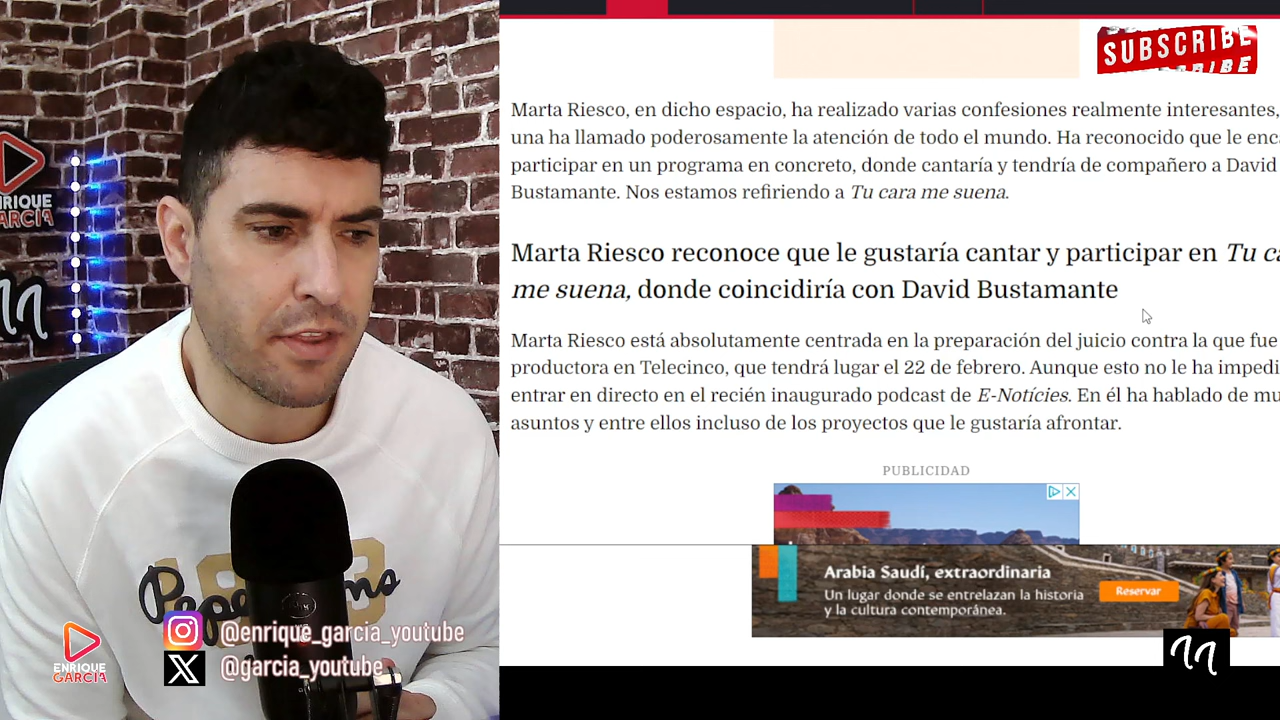 SUBSCRIBE
Marta Riesco, en dicho espacio, ha realizado varias confesiones realmente interesantes,
una ha llamado poderosamente la atención de todo el mundo. Ha reconocido que le
participar en un programa en concreto, donde cantaría y tendría de compañero a David
Bustamante. Nos estamos refiriendo a Tu cara me suena.
Marta Riesco reconoce que le gustaría cantar y participar en Tu
me suena, donde coincidiría con David Bustamante
Marta Riesco está absolutamente centrada en la preparación del juicio contra la que fue
productora en Telecinco, que tendrá lugar el 22 de febrero. Aunque esto no le ha
entrar en directo en el recién inaugurado podcast de E-Notícies. En él ha hablado de
asuntos y entre ellos incluso de los proyectos que le gustaría afrontar.
PUBLICIDAD
Arabia Saudí, extraordinaria
Un lugar donde se entrelazan la historia
y la cultura contemporánea.
Reservar
@enrique_garcia_youtube
@garcia_youtube
ENRIQUE
GARCIA